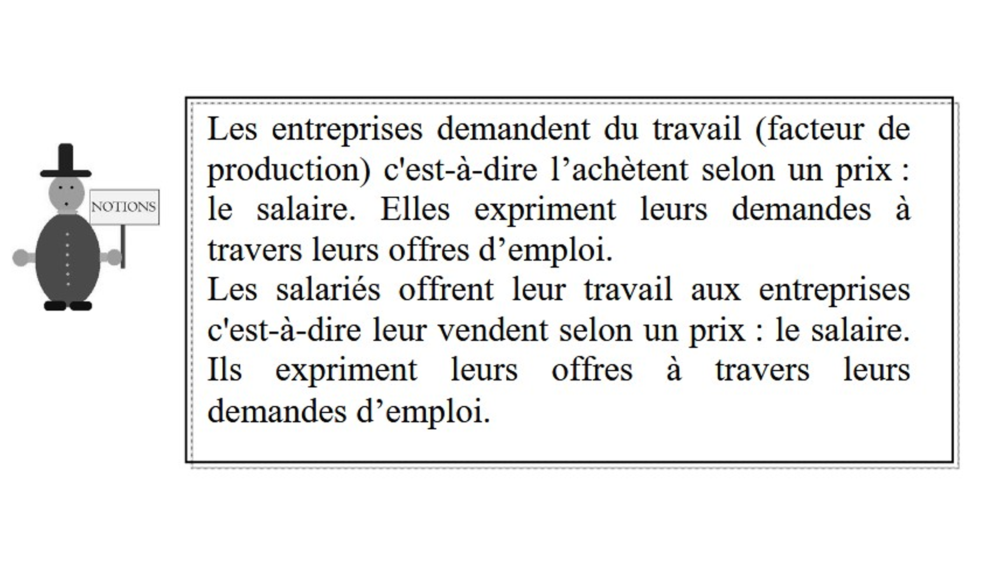 NOTIONS
Les entreprises demandent du travail (facteur de
production) c'est-à-dire l’achètent selon un prix :
le salaire. Elles expriment leurs demandes à
travers leurs offres d’emploi.
Les salariés offrent leur travail aux entreprises
c'est-à-dire leur vendent selon un prix : le salaire.
Ils expriment leurs offres à travers leurs
demandes d’emploi.